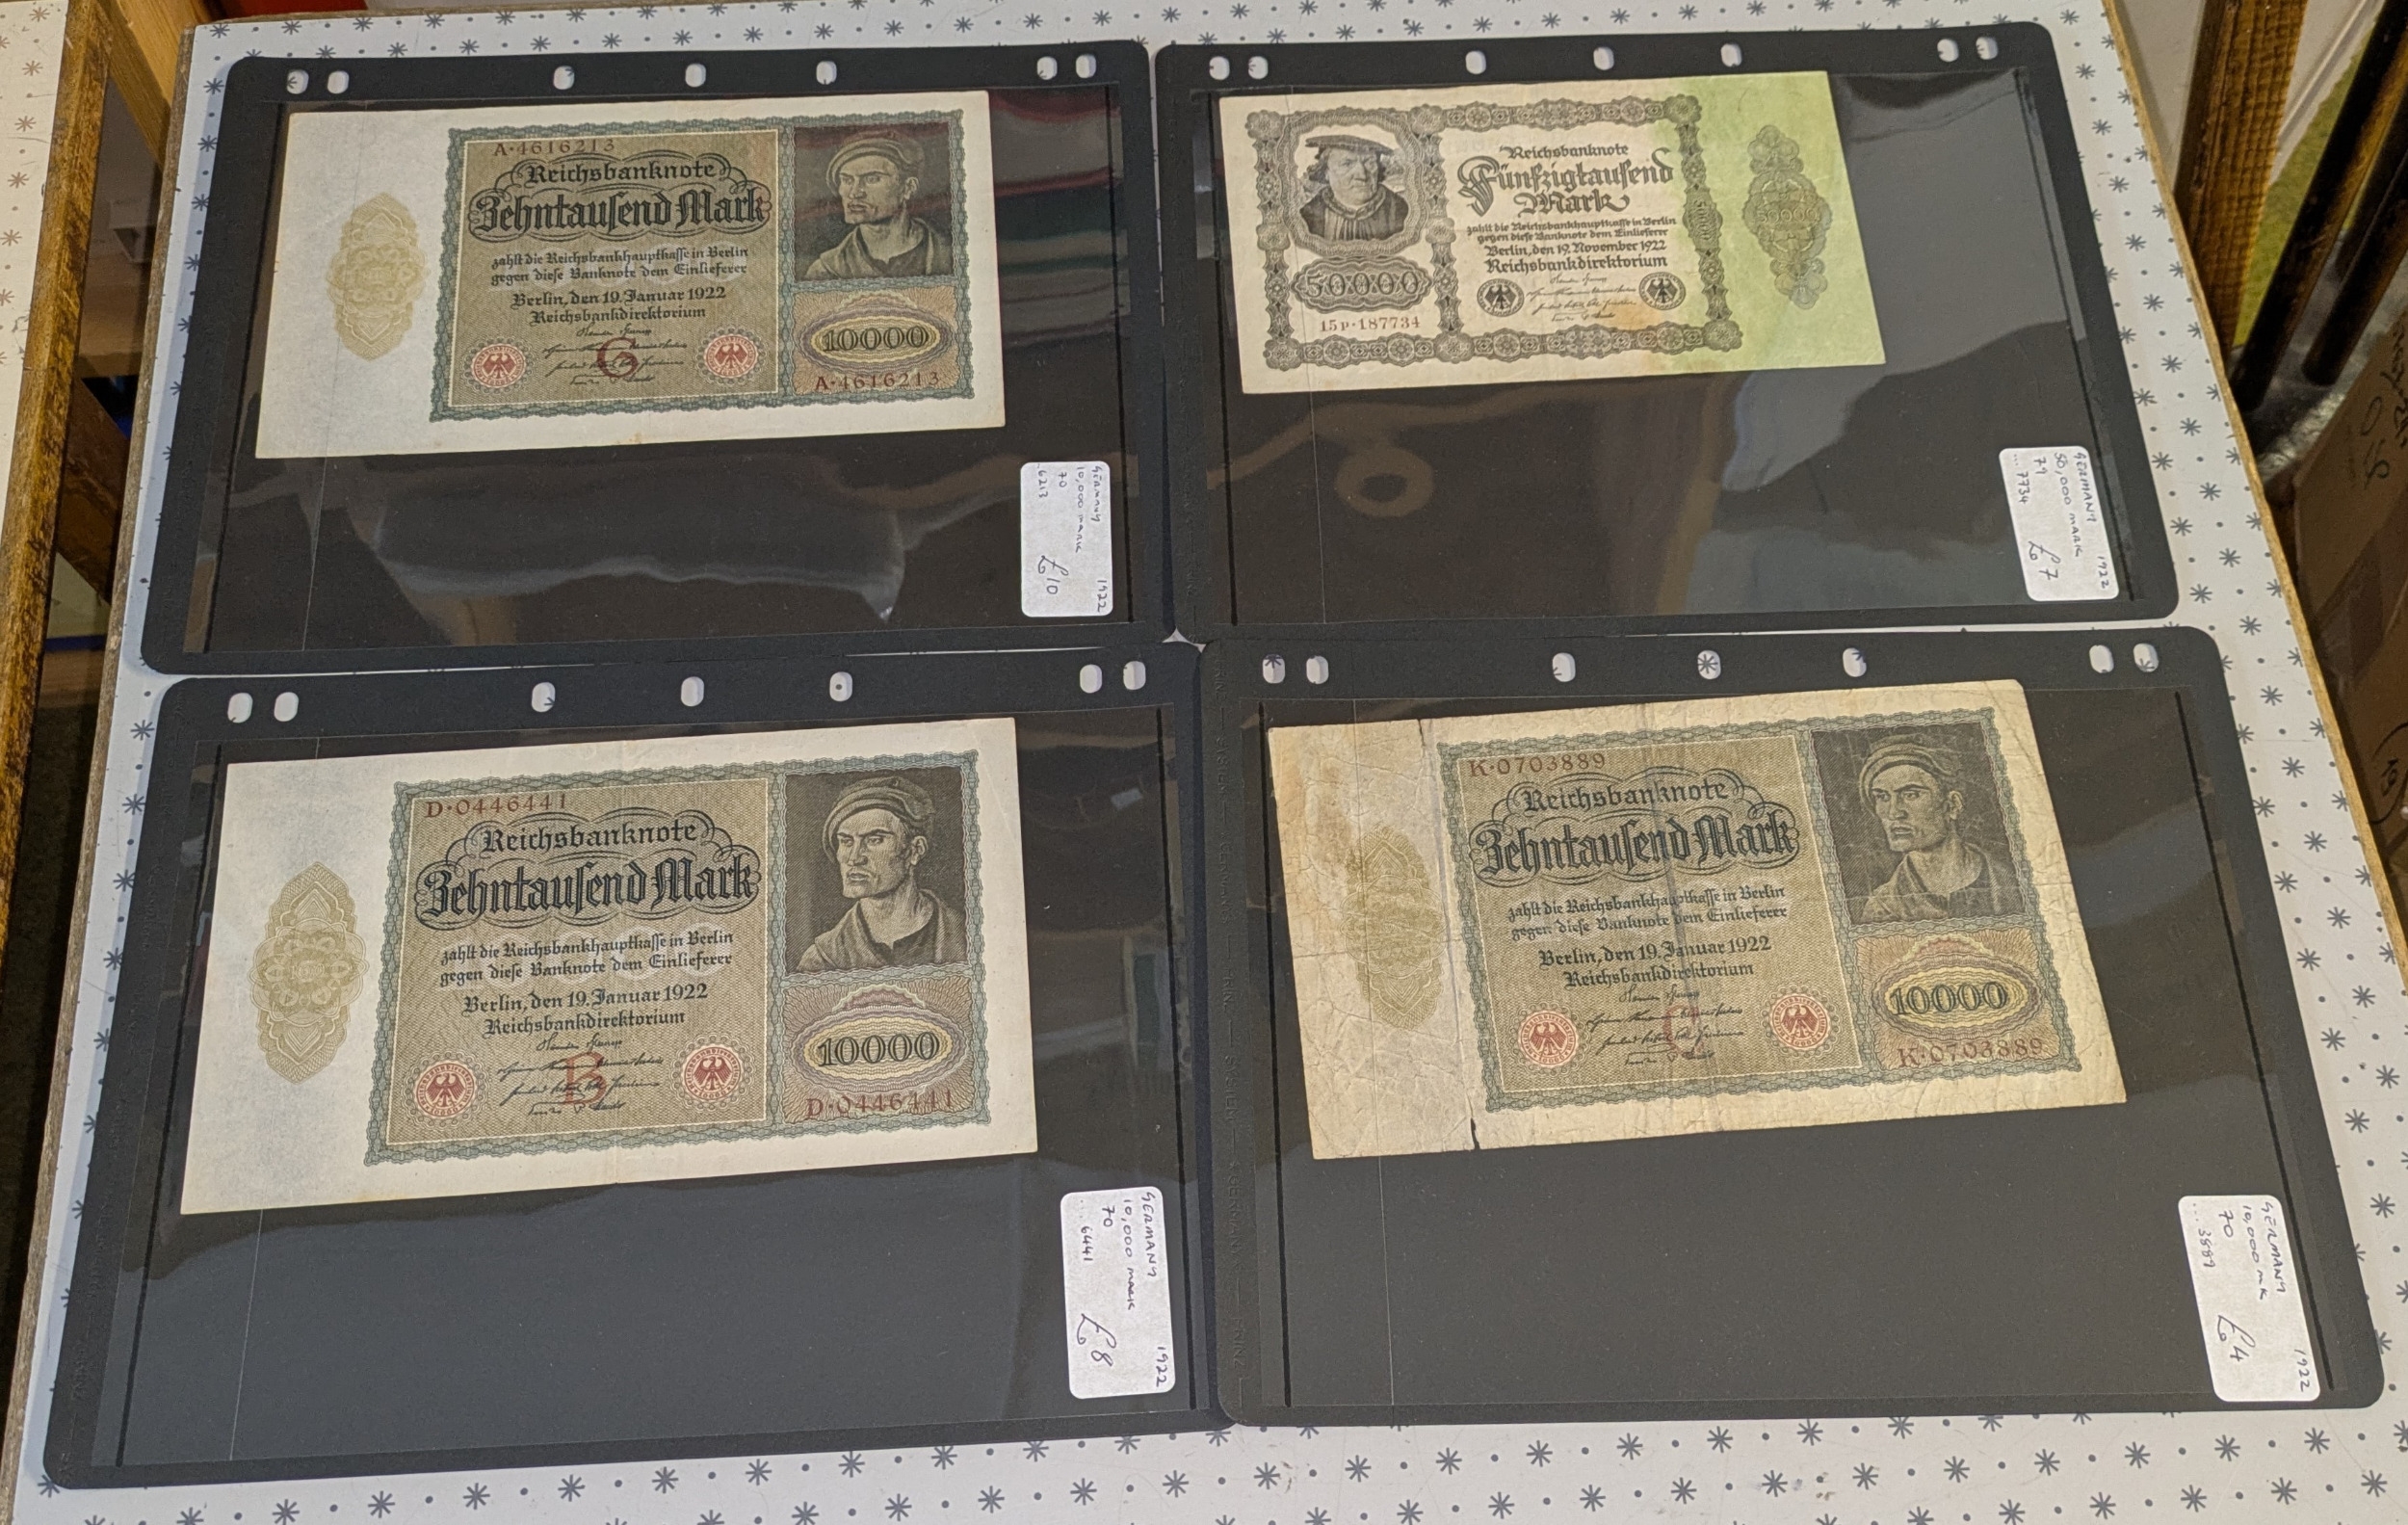 A·4616213
Reichsbanknote
Zehntausend Mark
zahlt die Reichsbankhauptkasse in Berlin
gegen diese Banknote dem Einlieferer
Berlin, den 19. Januar 1922
Reichsbankdirektorium
G
10000
A·4616213
GERMANY 1922
10,000 MARK
70
..6213
£10
Reichsbanknote
Fünfzigtausend
Mark
zahlt die Reichsbankhauptkasse in Berlin
gegen diese Banknote dem Einlieferer
Berlin, den 19. November 1922
Reichsbankdirektorium
50000
15P·187734
50000
50000
GERMANY 1922
50,000 MARK
79
...7734
£7
D·0446441
Reichsbanknote
Zehntausend Mark
zahlt die Reichsbankhauptkasse in Berlin
gegen diese Banknote dem Einlieferer
Berlin, den 19. Januar 1922
Reichsbankdirektorium
B
10000
D·0446441
GERMANY 1922
10,000 MARK
70
...6441
£8
K·0703889
Reichsbanknote
Zehntausend Mark
zahlt die Reichsbankhauptkasse in Berlin
gegen diese Banknote dem Einlieferer
Berlin, den 19. Januar 1922
Reichsbankdirektorium
10000
K·0703889
GERMANY 1922
10,000 MK
70
...3889
£4